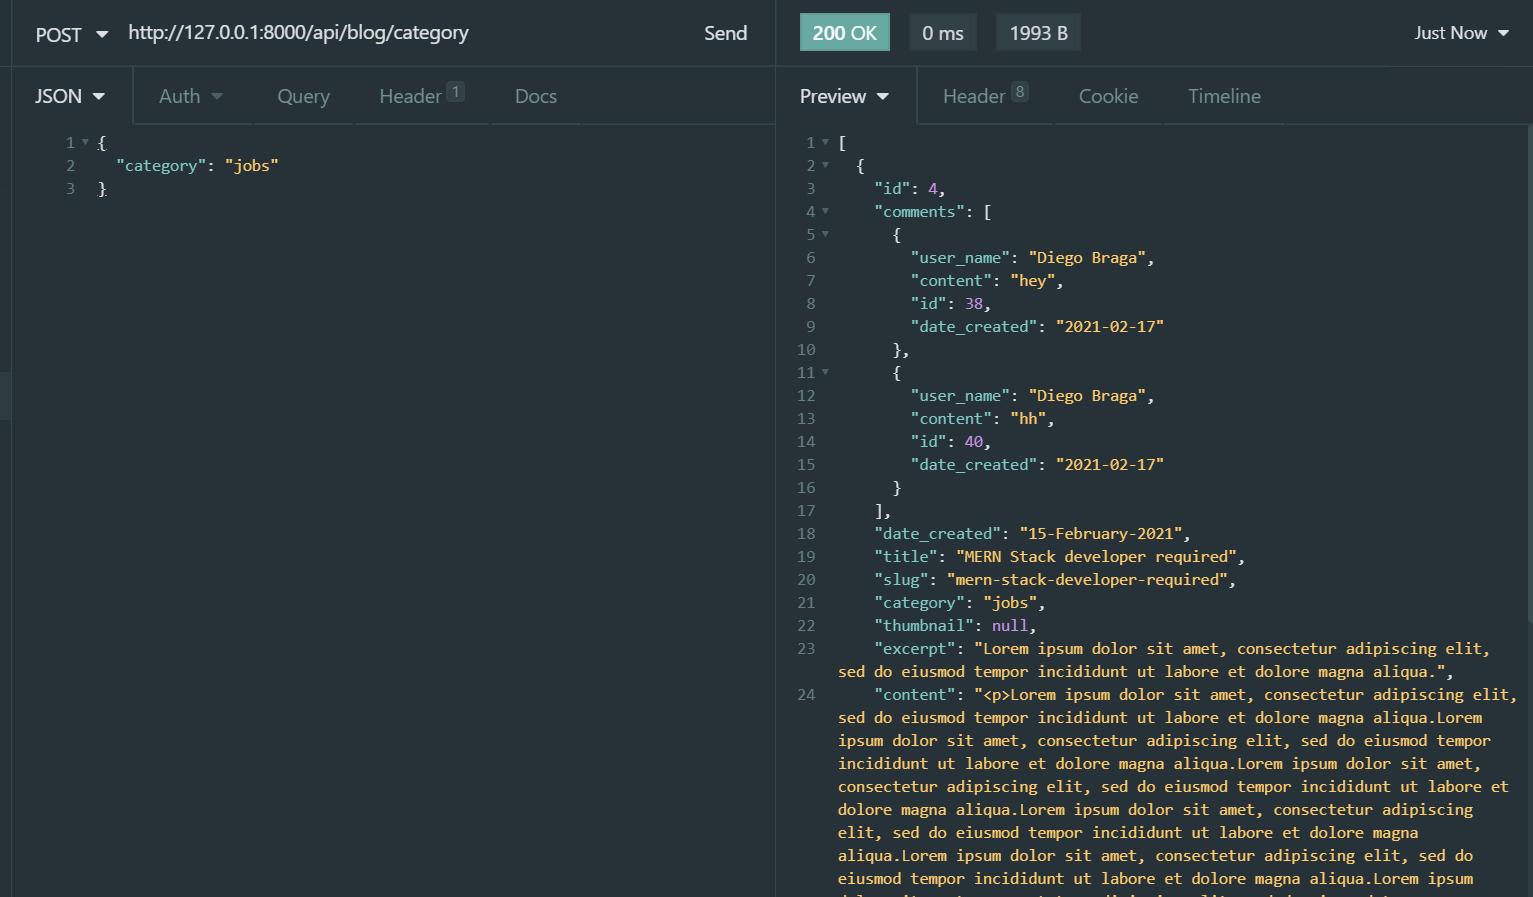 POST http://127.0.0.1:8000/api/blog/category Send
200 OK 0 ms 1993 B Just Now
JSON Auth Query Header 1 Docs
Preview Header 8 Cookie Timeline
1 {
2 "category": "jobs"
3 }
1 [
2 {
3 "id": 4,
4 "comments": [
5 {
6 "user_name": "Diego Braga",
7 "content": "hey",
8 "id": 38,
9 "date_created": "2021-02-17"
10 },
11 {
12 "user_name": "Diego Braga",
13 "content": "hh",
14 "id": 40,
15 "date_created": "2021-02-17"
16 }
17 ],
18 "date_created": "15-February-2021",
19 "title": "MERN Stack developer required",
20 "slug": "mern-stack-developer-required",
21 "category": "jobs",
22 "thumbnail": null,
23 "excerpt": "Lorem ipsum dolor sit amet, consectetur adipiscing elit,
sed do eiusmod tempor incididunt ut labore et dolore magna aliqua.",
24 "content": "<p>Lorem ipsum dolor sit amet, consectetur adipiscing elit,
sed do eiusmod tempor incididunt ut labore et dolore magna aliqua.Lorem
ipsum dolor sit amet, consectetur adipiscing elit, sed do eiusmod tempor
incididunt ut labore et dolore magna aliqua.Lorem ipsum dolor sit amet,
consectetur adipiscing elit, sed do eiusmod tempor incididunt ut labore et
dolore magna aliqua.Lorem ipsum dolor sit amet, consectetur adipiscing
elit, sed do eiusmod tempor incididunt ut labore et dolore magna
aliqua.Lorem ipsum dolor sit amet, consectetur adipiscing elit, sed do
eiusmod tempor incididunt ut labore et dolore magna aliqua.Lorem ipsum